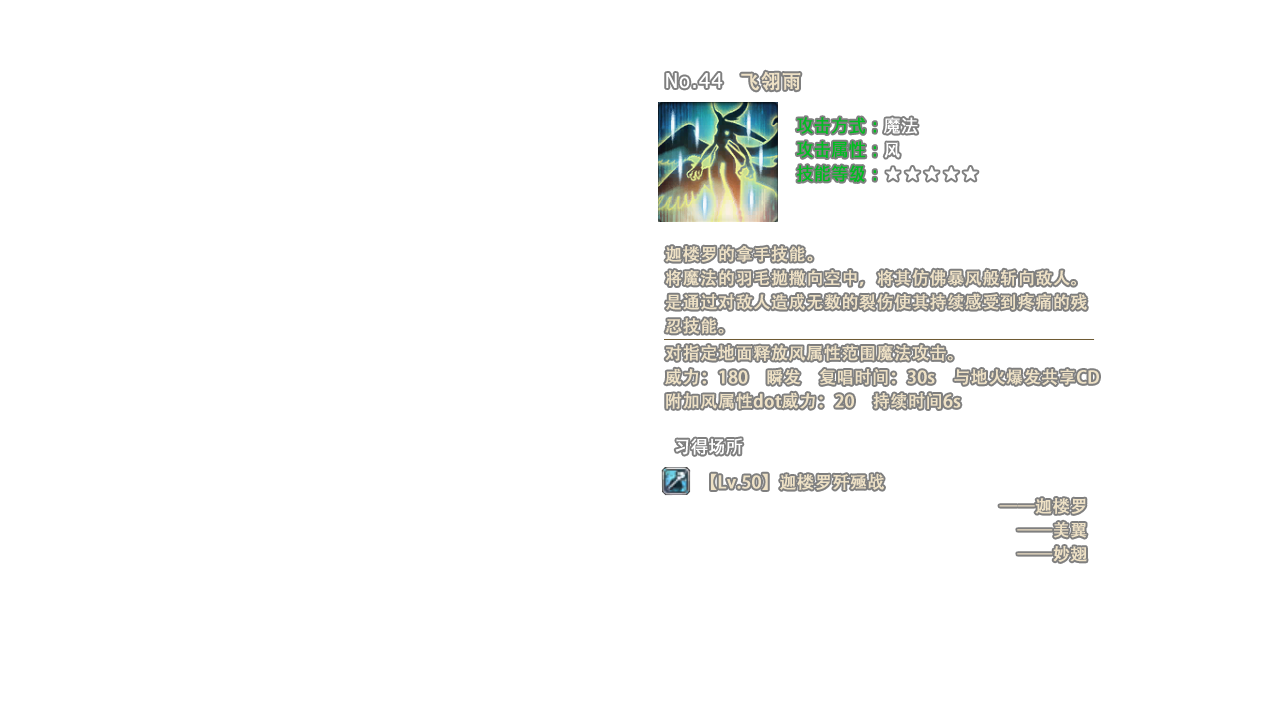 No.44 飞翎雨
攻击方式：魔法
攻击属性：风
技能等级：☆☆☆☆☆
迦楼罗的拿手技能。
将魔法的羽毛抛撒向空中，将其仿佛暴风般斩向敌人。
是通过对敌人造成无数的裂伤使其持续感受到疼痛的残
忍技能。
对指定地面释放风属性范围魔法攻击。
威力：180 瞬发 复唱时间：30s 与地火爆发共享CD
附加风属性dot威力：20 持续时间6s
习得场所
【Lv.50】迦楼罗歼殛战
——迦楼罗
——美翼
——妙翅